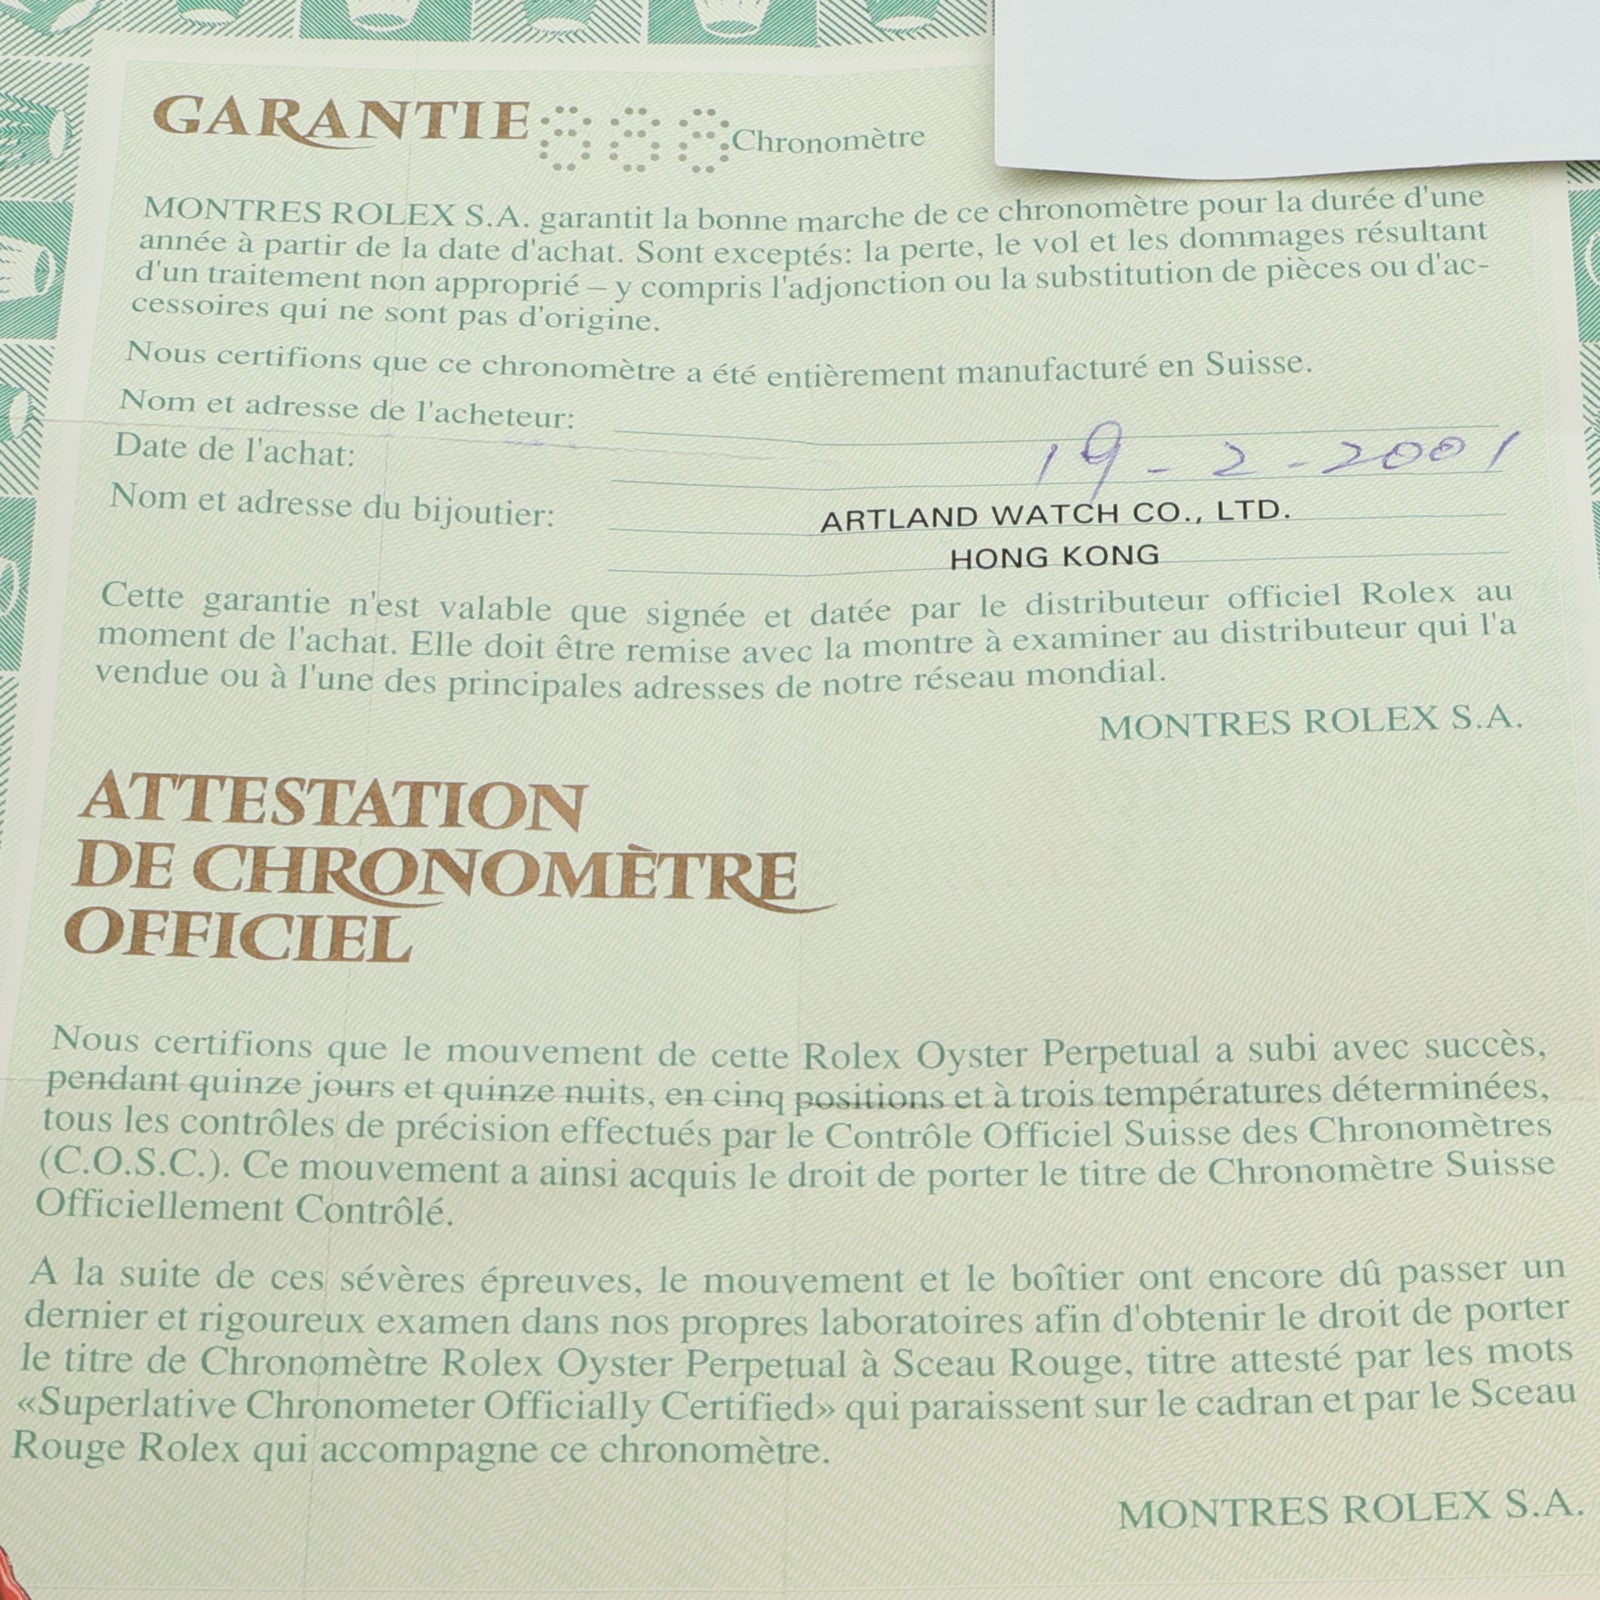 GARANTIE 888 Chronomètre
MONTRES ROLEX S.A. garantit la bonne marche de ce chronomètre pour la durée d'une
année à partir de la date d'achat. Sont exceptés: la perte, le vol et les dommages résultant
d'un traitement non approprié – y compris l'adjonction ou la substitution de pièces ou d'ac-
cessoires qui ne sont pas d'origine.
Nous certifions que ce chronomètre a été entièrement manufacturé en Suisse.
Nom et adresse de l'acheteur:
Date de l'achat: 19 - 2 - 2001
Nom et adresse du bijoutier: ARTLAND WATCH CO., LTD.
HONG KONG
Cette garantie n'est valable que signée et datée par le distributeur officiel Rolex au
moment de l'achat. Elle doit être remise avec la montre à examiner au distributeur qui l'a
vendue ou à l'une des principales adresses de notre réseau mondial.
MONTRES ROLEX S.A.
ATTESTATION
DE CHRONOMÈTRE
OFFICIEL
Nous certifions que le mouvement de cette Rolex Oyster Perpetual a subi avec succès,
pendant quinze jours et quinze nuits, en cinq positions et à trois températures déterminées,
tous les contrôles de précision effectués par le Contrôle Officiel Suisse des Chronomètres
(C.O.S.C.). Ce mouvement a ainsi acquis le droit de porter le titre de Chronomètre Suisse
Officiellement Contrôlé.
A la suite de ces sévères épreuves, le mouvement et le boîtier ont encore dû passer un
dernier et rigoureux examen dans nos propres laboratoires afin d'obtenir le droit de porter
le titre de Chronomètre Rolex Oyster Perpetual à Sceau Rouge, titre attesté par les mots
«Superlative Chronometer Officially Certified» qui paraissent sur le cadran et par le Sceau
Rouge Rolex qui accompagne ce chronomètre.
MONTRES ROLEX S.A.